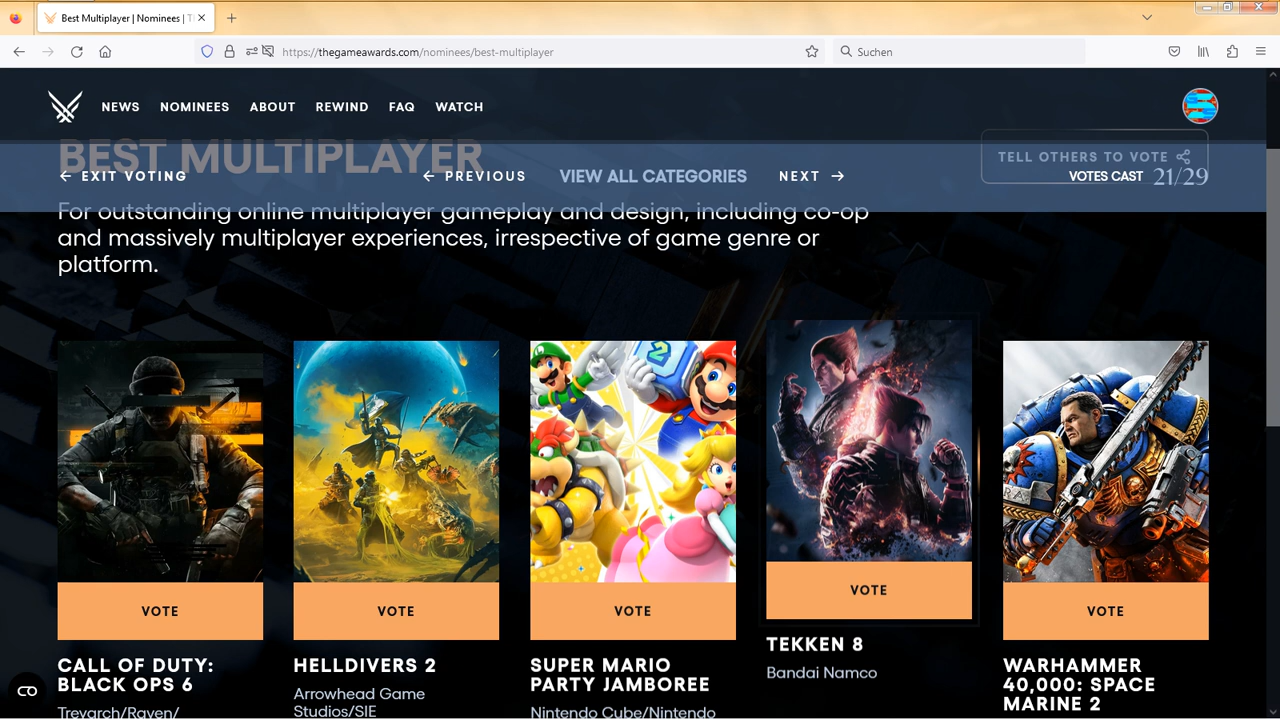 Best Multiplayer | Nominees | T
https://thegameawards.com/nominees/best-multiplayer
Suchen
NEWS
NOMINEES
ABOUT
REWIND
FAQ
WATCH
BEST MULTIPLAYER
TELL OTHERS TO VOTE
EXIT VOTING
PREVIOUS
VIEW ALL CATEGORIES
NEXT
VOTES CAST 21/29
For outstanding online multiplayer gameplay and design, including co-op
and massively multiplayer experiences, irrespective of game genre or
platform.
2
VOTE
VOTE
VOTE
VOTE
VOTE
CALL OF DUTY:
BLACK OPS 6
Treyarch/Raven/
HELLDIVERS 2
Arrowhead Game
Studios/SIE
SUPER MARIO
PARTY JAMBOREE
Nintendo Cube/Nintendo
TEKKEN 8
Bandai Namco
WARHAMMER
40,000: SPACE
MARINE 2